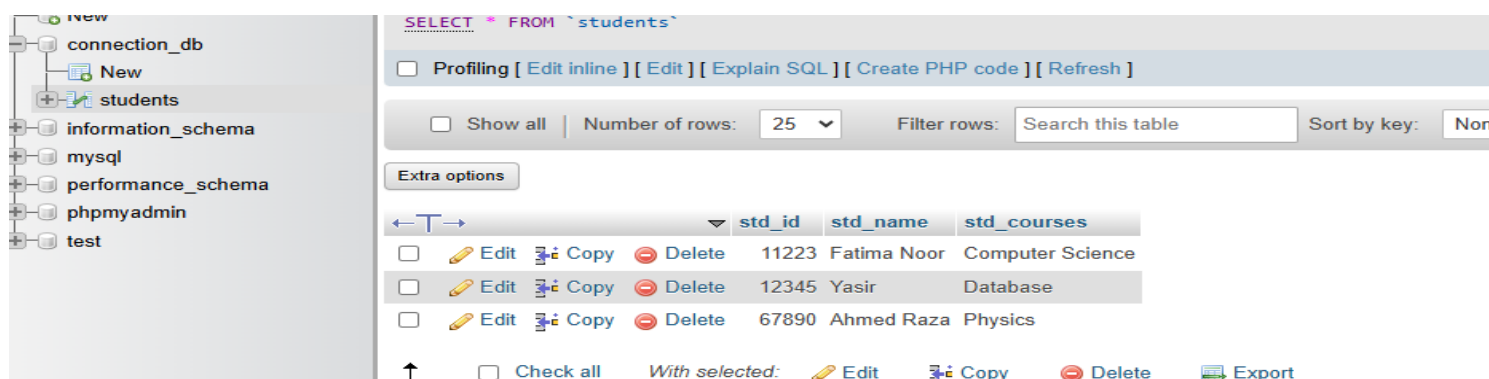 New
connection_db
New
students
information_schema
mysql
performance_schema
phpmyadmin
test
SELECT * FROM `students`
Profiling [ Edit inline ] [ Edit ] [ Explain SQL ] [ Create PHP code ] [ Refresh ]
Show all | Number of rows: 25 Filter rows: Search this table Sort by key:
Extra options
std_id std_name std_courses
Edit Copy Delete 11223 Fatima Noor Computer Science
Edit Copy Delete 12345 Yasir Database
Edit Copy Delete 67890 Ahmed Raza Physics
Check all With selected: Edit Copy Delete Export